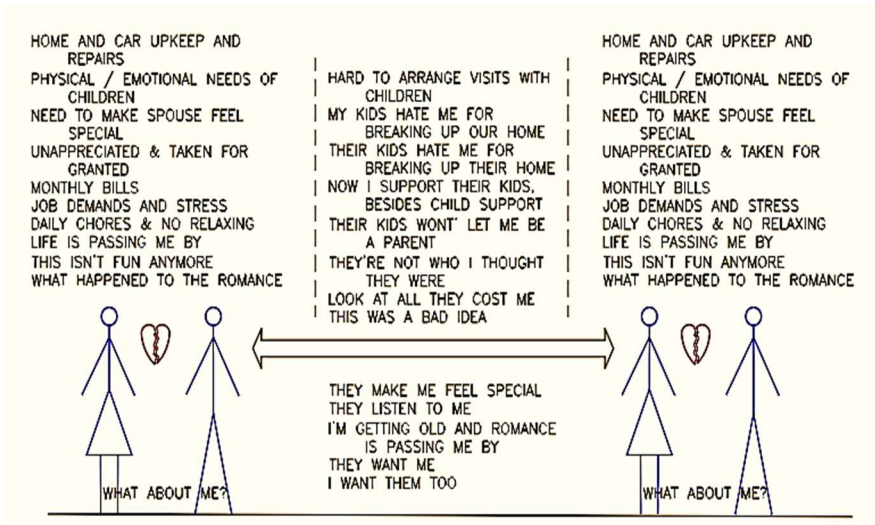 HOME AND CAR UPKEEP AND
REPAIRS
PHYSICAL / EMOTIONAL NEEDS OF
CHILDREN
NEED TO MAKE SPOUSE FEEL
SPECIAL
UNAPPRECIATED & TAKEN FOR
GRANTED
MONTHLY BILLS
JOB DEMANDS AND STRESS
DAILY CHORES & NO RELAXING
LIFE IS PASSING ME BY
THIS ISN'T FUN ANYMORE
WHAT HAPPENED TO THE ROMANCE
HARD TO ARRANGE VISITS WITH
CHILDREN
MY KIDS HATE ME FOR
BREAKING UP OUR HOME
THEIR KIDS HATE ME FOR
BREAKING UP THEIR HOME
NOW I SUPPORT THEIR KIDS,
BESIDES CHILD SUPPORT
THEIR KIDS WONT' LET ME BE
A PARENT
THEY'RE NOT WHO I THOUGHT
THEY WERE
LOOK AT ALL THEY COST ME
THIS WAS A BAD IDEA
HOME AND CAR UPKEEP AND
REPAIRS
PHYSICAL / EMOTIONAL NEEDS OF
CHILDREN
NEED TO MAKE SPOUSE FEEL
SPECIAL
UNAPPRECIATED & TAKEN FOR
GRANTED
MONTHLY BILLS
JOB DEMANDS AND STRESS
DAILY CHORES & NO RELAXING
LIFE IS PASSING ME BY
THIS ISN'T FUN ANYMORE
WHAT HAPPENED TO THE ROMANCE
THEY MAKE ME FEEL SPECIAL
THEY LISTEN TO ME
I'M GETTING OLD AND ROMANCE
IS PASSING ME BY
THEY WANT ME
I WANT THEM TOO
WHAT ABOUT ME?
WHAT ABOUT ME?